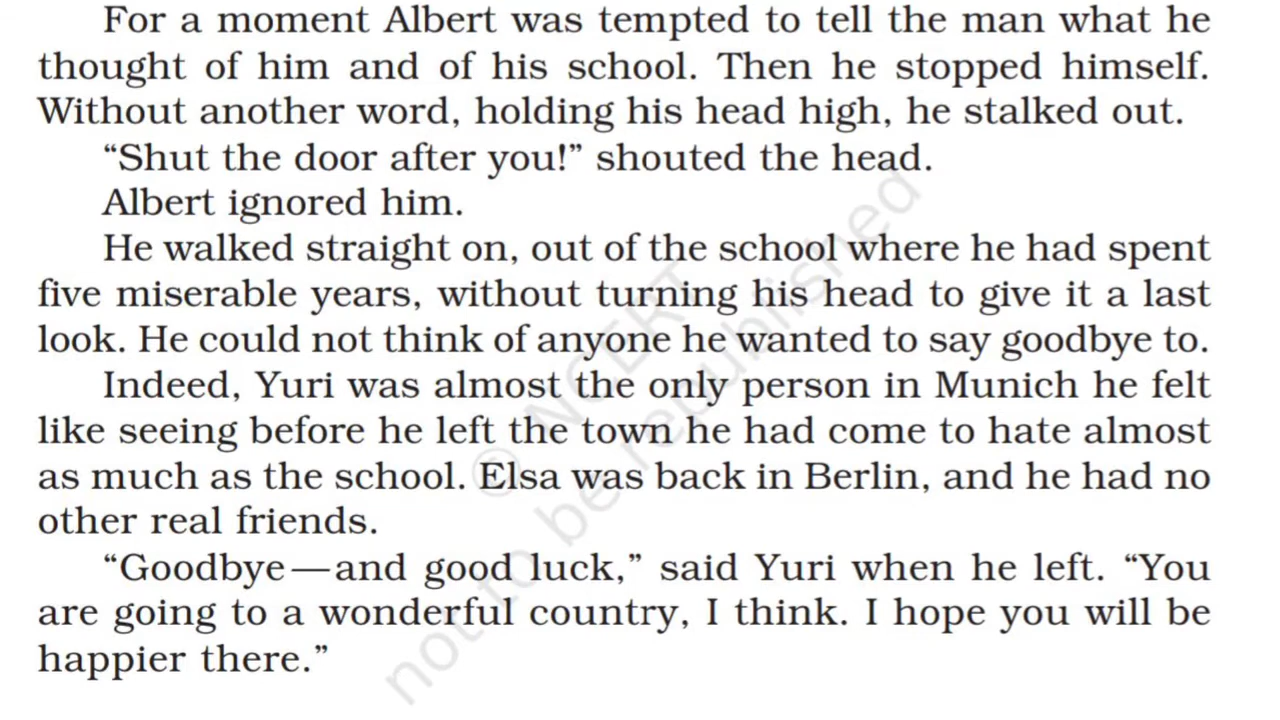 For a moment Albert was tempted to tell the man what he
thought of him and of his school. Then he stopped himself.
Without another word, holding his head high, he stalked out.
“Shut the door after you!” shouted the head.
Albert ignored him.
He walked straight on, out of the school where he had spent
five miserable years, without turning his head to give it a last
look. He could not think of anyone he wanted to say goodbye to.
Indeed, Yuri was almost the only person in Munich he felt
like seeing before he left the town he had come to hate almost
as much as the school. Elsa was back in Berlin, and he had no
other real friends.
“Goodbye—and good luck,” said Yuri when he left. “You
are going to a wonderful country, I think. I hope you will be
happier there.”
© NCERT
not to be republished